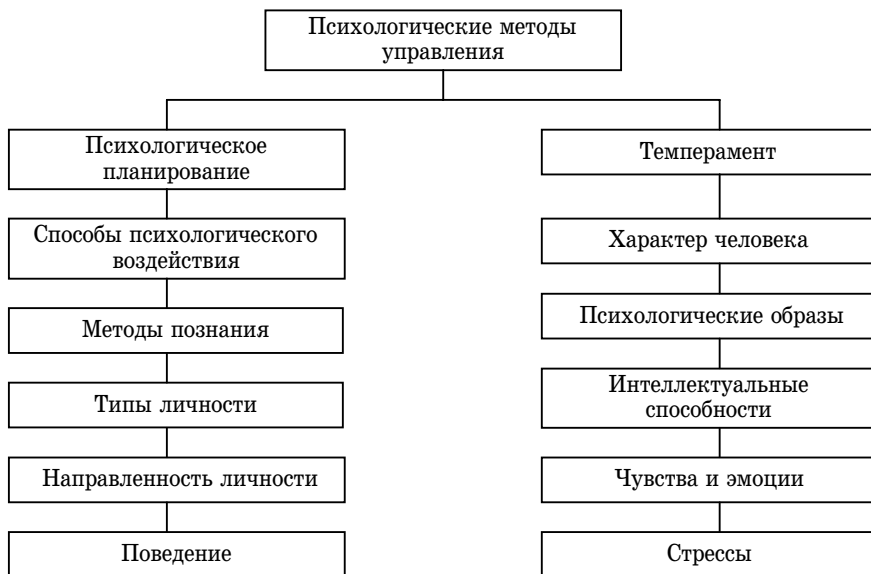 Психологические методы
управления
Психологическое
планирование
Способы психологического
воздействия
Методы познания
Типы личности
Направленность личности
Поведение
Темперамент
Характер человека
Психологические образы
Интеллектуальные
способности
Чувства и эмоции
Стрессы